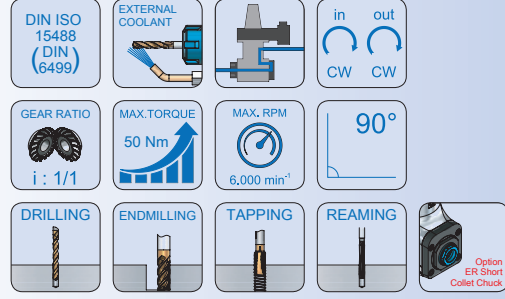 DIN ISO
15488
(DIN
6499)
EXTERNAL
COOLANT
in out
CW CW
GEAR RATIO
i : 1/1
MAX.TORQUE
50 Nm
MAX. RPM
6,000 min⁻¹
90°
DRILLING
ENDMILLING
TAPPING
REAMING
Option
ER Short
Collet Chuck